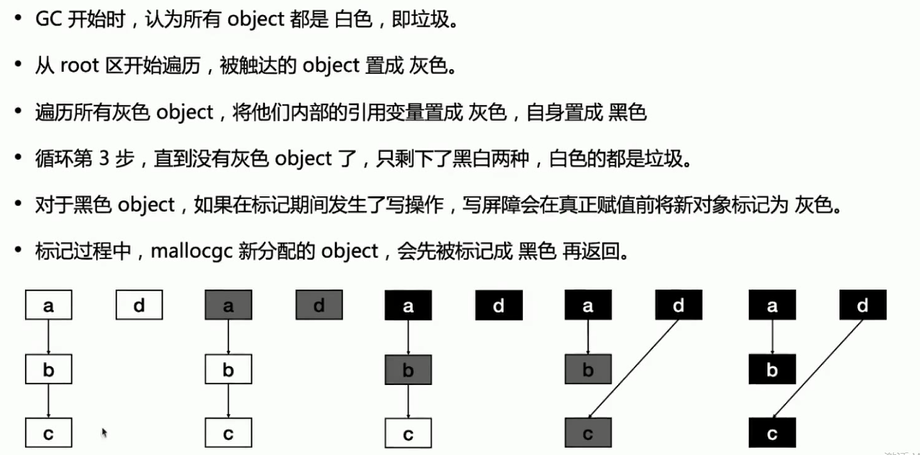 • GC 开始时，认为所有 object 都是 白色，即垃圾。
• 从 root 区开始遍历，被触达的 object 置成 灰色。
• 遍历所有灰色 object，将他们内部的引用变量置成 灰色，自身置成 黑色
• 循环第 3 步，直到没有灰色 object 了，只剩下了黑白两种，白色的都是垃圾。
• 对于黑色 object，如果在标记期间发生了写操作，写屏障会在真正赋值前将新对象标记为 灰色。
• 标记过程中，mallocgc 新分配的 object，会先被标记成 黑色 再返回。
a d a d a d a d a d
b b b b b
c c c c c